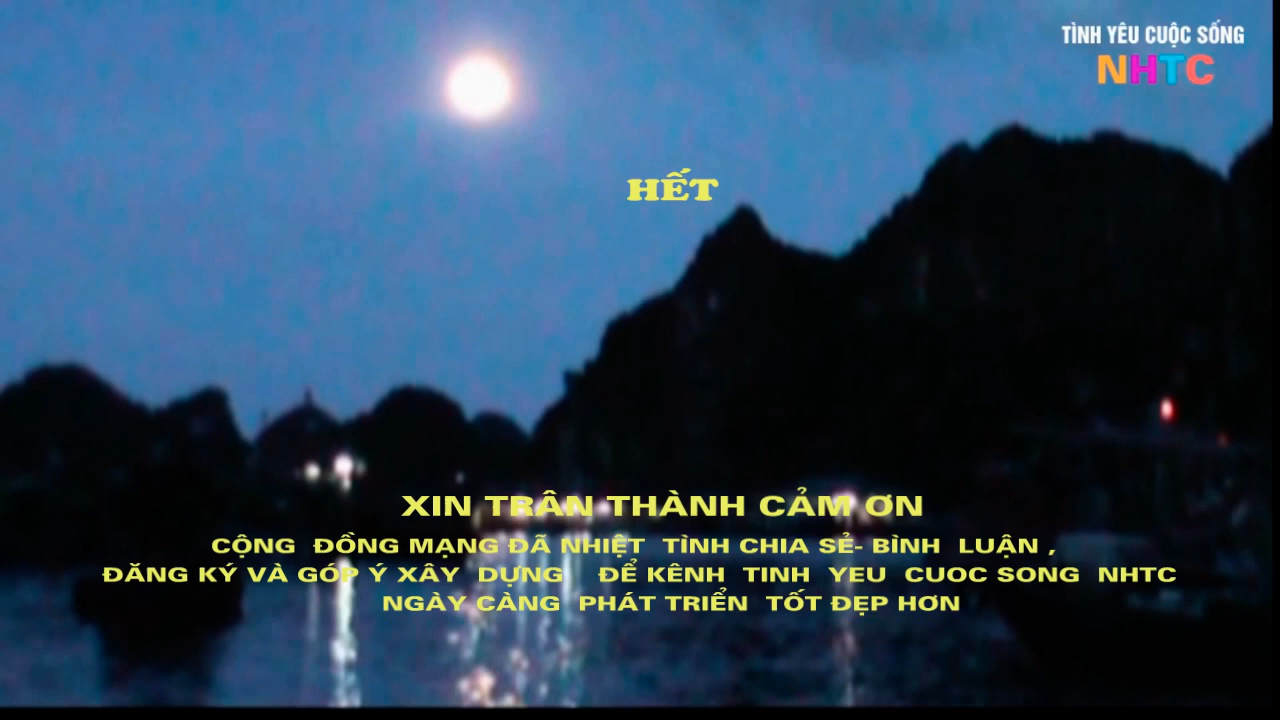 TÌNH YÊU CUỘC SỐNG
NHTC
HẾT
XIN TRÂN THÀNH CẢM ƠN
CỘNG ĐỒNG MẠNG ĐÃ NHIỆT TÌNH CHIA SẺ- BÌNH LUẬN ,
ĐĂNG KÝ VÀ GÓP Ý XÂY DỰNG ĐỂ KÊNH TINH YEU CUOC SONG NHTC
NGÀY CÀNG PHÁT TRIỂN TỐT ĐẸP HƠN